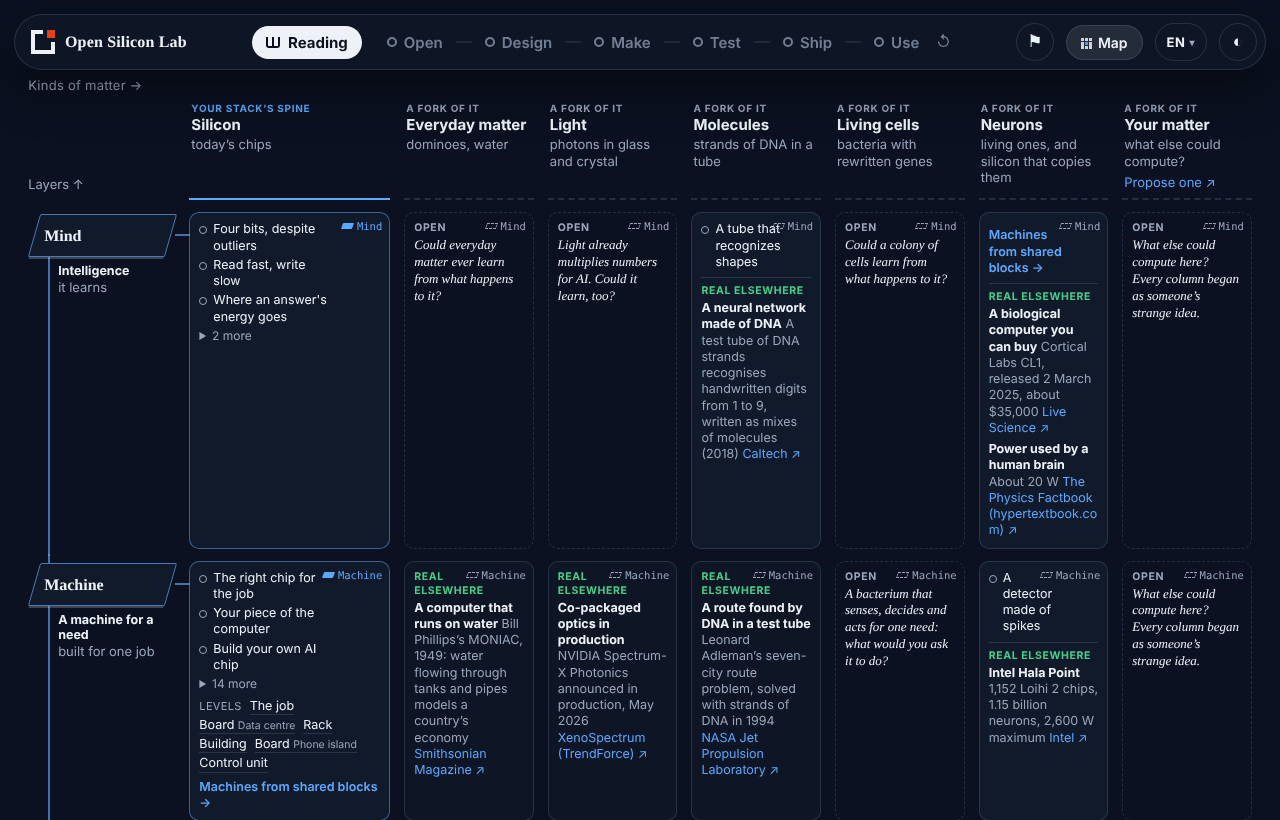 Open Silicon Lab
Reading
Open
Design
Make
Test
Ship
Use
Map
EN
Kinds of matter →
Layers ↑
YOUR STACK'S SPINE
Silicon
today's chips
A FORK OF IT
Everyday matter
dominoes, water
A FORK OF IT
Light
photons in glass
and crystal
A FORK OF IT
Molecules
strands of DNA in a
tube
A FORK OF IT
Living cells
bacteria with
rewritten genes
A FORK OF IT
Neurons
living ones, and
silicon that copies
them
A FORK OF IT
Your matter
what else could
compute?
Propose one ↗
Mind
Intelligence
it learns
Mind
Four bits, despite
outliers
Read fast, write
slow
Where an answer's
energy goes
2 more
OPEN
Mind
Could everyday
matter ever learn
from what happens
to it?
OPEN
Mind
Light already
multiplies numbers
for AI. Could it
learn, too?
Mind
A tube that
recognizes
shapes
REAL ELSEWHERE
A neural network
made of DNA A
test tube of DNA
strands
recognises
handwritten digits
from 1 to 9,
written as mixes
of molecules
(2018) Caltech ↗
OPEN
Mind
Could a colony of
cells learn from
what happens to it?
Mind
Machines
from shared
blocks →
REAL ELSEWHERE
A biological
computer you
can buy Cortical
Labs CL1,
released 2 March
2025, about
$35,000 Live
Science ↗
Power used by a
human brain
About 20 W The
Physics Factbook
(hypertextbook.co
m) ↗
OPEN
Mind
What else could
compute here?
Every column began
as someone's
strange idea.
Machine
A machine for a
need
built for one job
Machine
The right chip for
the job
Your piece of the
computer
Build your own AI
chip
14 more
LEVELS The job
Board Data centre Rack
Building Board Phone island
Control unit
Machines from shared blocks
→
REAL
ELSEWHERE
Machine
A computer that
runs on water Bill
Phillips's MONIAC,
1949: water
flowing through
tanks and pipes
models a
country's
economy
Smithsonian
Magazine ↗
REAL
ELSEWHERE
Machine
Co-packaged
optics in
production
NVIDIA Spectrum-
X Photonics
announced in
production, May
2026
XenoSpectrum
(TrendForce) ↗
REAL
ELSEWHERE
Machine
A route found by
DNA in a test tube
Leonard
Adleman's seven-
city route
problem, solved
with strands of
DNA in 1994
NASA Jet
Propulsion
Laboratory ↗
OPEN
Machine
A bacterium that
senses, decides and
acts for one need:
what would you ask
it to do?
Machine
A
detector
made of
spikes
REAL ELSEWHERE
Intel Hala Point
1,152 Loihi 2 chips,
1.15 billion
neurons, 2,600 W
maximum Intel ↗
OPEN
Machine
What else could
compute here?
Every column began
as someone's
strange idea.